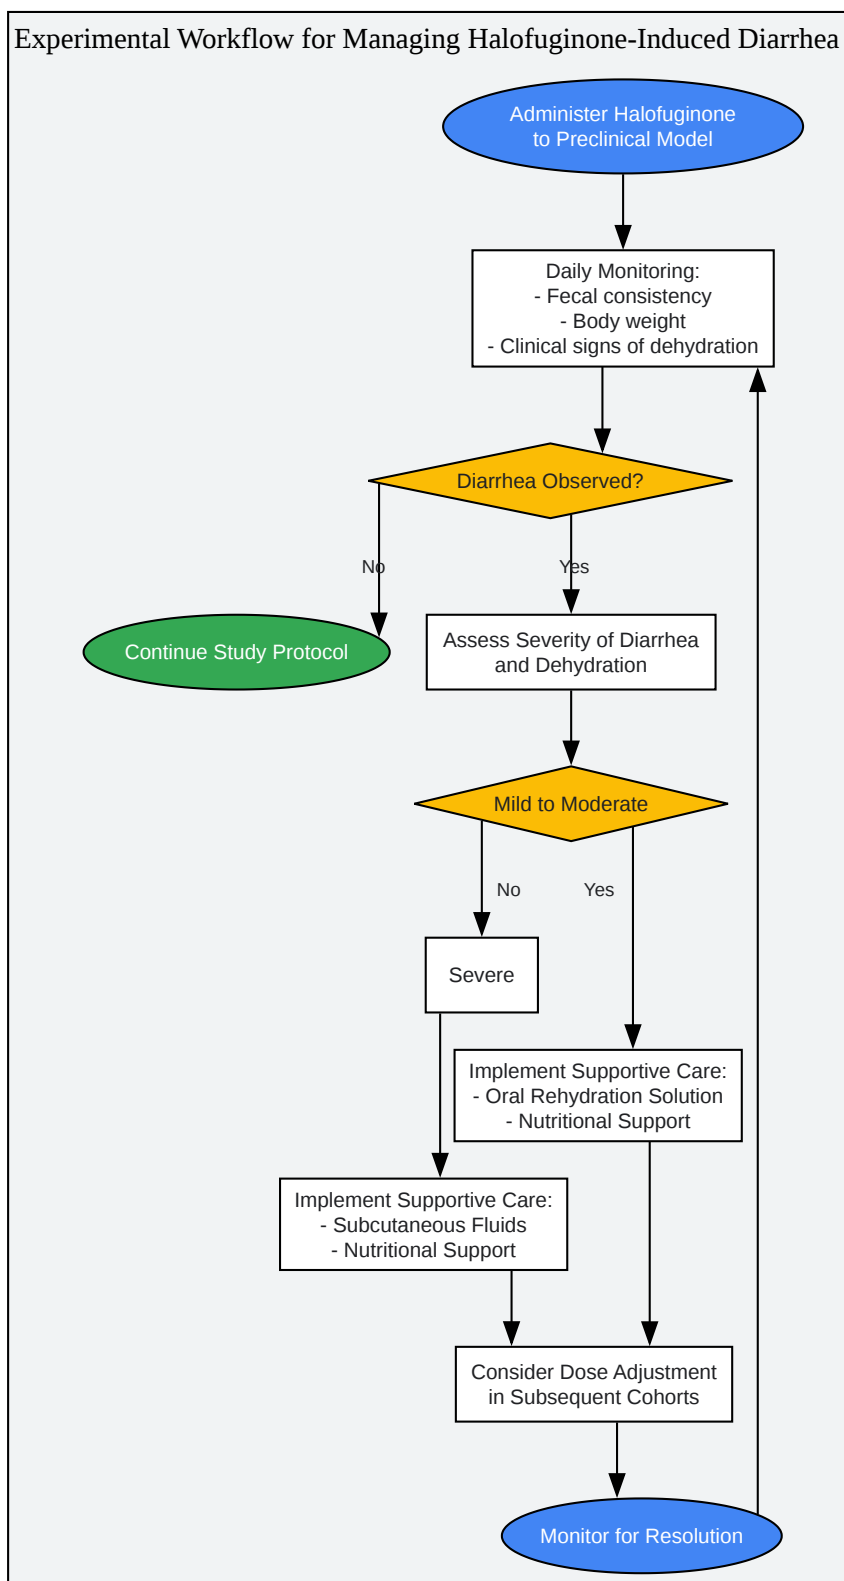 Experimental Workflow for Managing Halofuginone-Induced Diarrhea
Administer Halofuginone
to Preclinical Model
Daily Monitoring:
- Fecal consistency
- Body weight
- Clinical signs of dehydration
Diarrhea Observed?
No
Yes
Continue Study Protocol
Assess Severity of Diarrhea
and Dehydration
Mild to Moderate
No
Yes
Severe
Implement Supportive Care:
- Oral Rehydration Solution
- Nutritional Support
Implement Supportive Care:
- Subcutaneous Fluids
- Nutritional Support
Consider Dose Adjustment
in Subsequent Cohorts
Monitor for Resolution